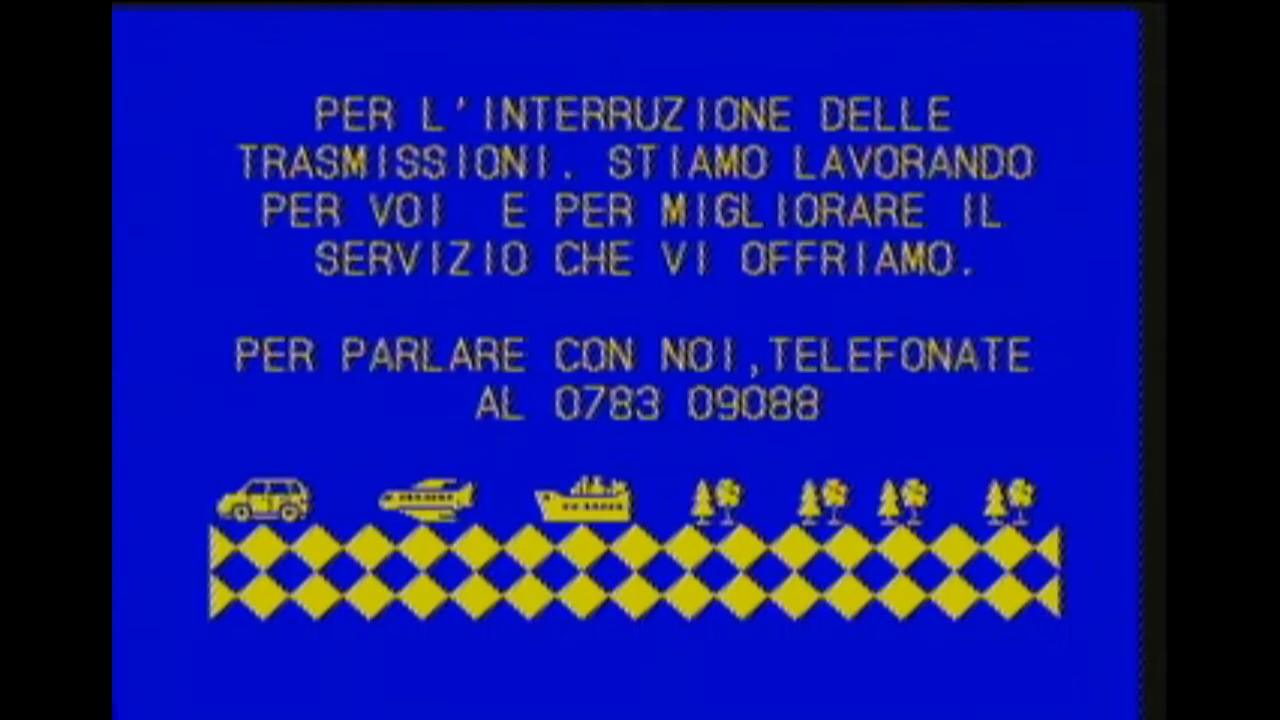 PER L'INTERRUZIONE DELLE
TRASMISSIONI. STIAMO LAVORANDO
PER VOI E PER MIGLIORARE IL
SERVIZIO CHE VI OFFRIAMO.
PER PARLARE CON NOI,TELEFONATE
AL 0783 09088